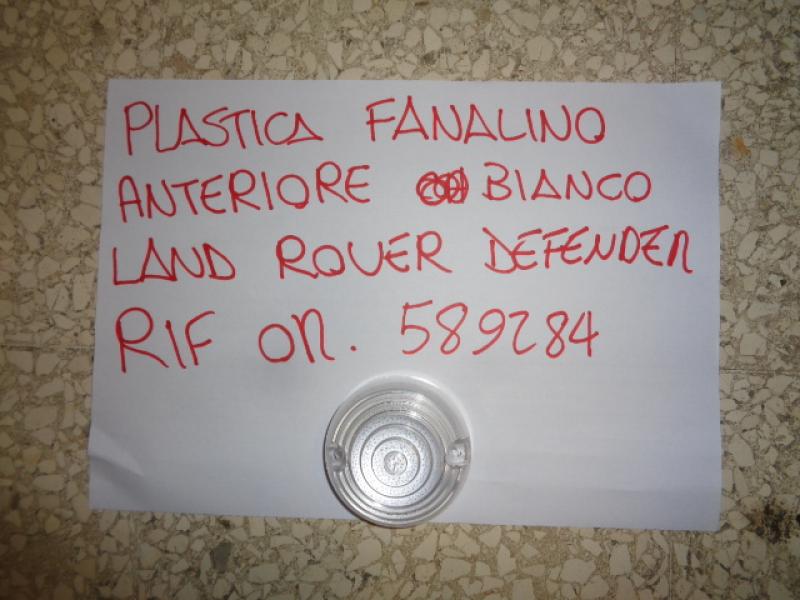 PLASTICA FANALINO
ANTERIORE BIANCO
LAND ROVER DEFENDER
RIF OR. 589284